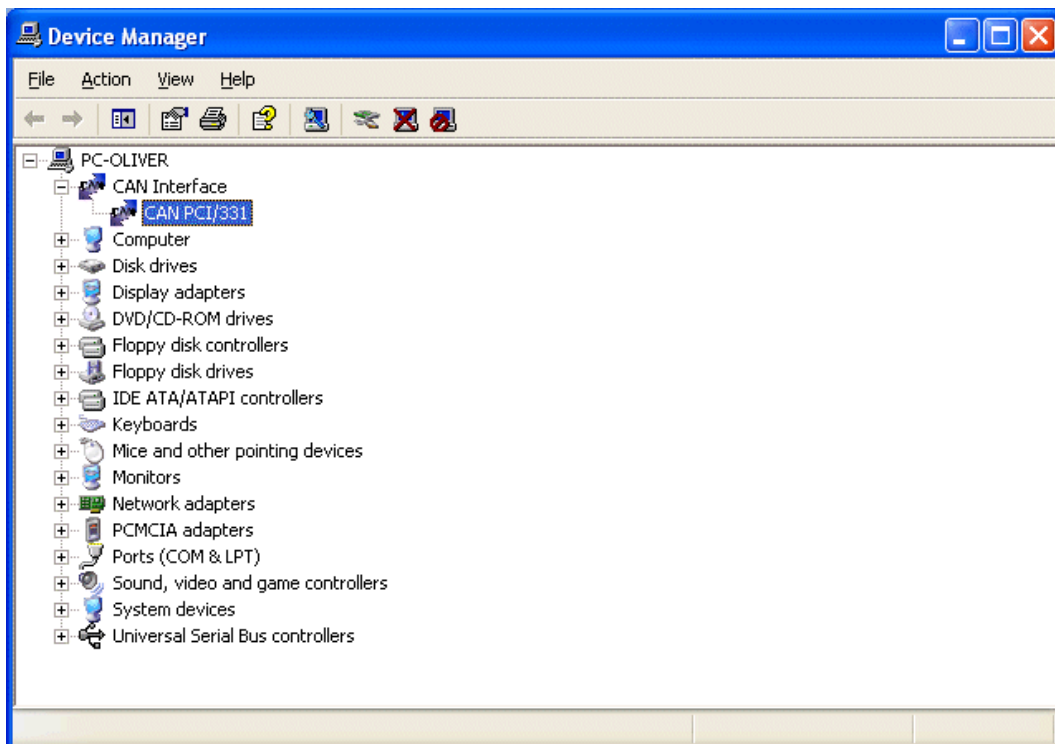 Device Manager
File Action View Help
PC-OLIVER
CAN Interface
CAN PCI/331
Computer
Disk drives
Display adapters
DVD/CD-ROM drives
Floppy disk controllers
Floppy disk drives
IDE ATA/ATAPI controllers
Keyboards
Mice and other pointing devices
Monitors
Network adapters
PCMCIA adapters
Ports (COM & LPT)
Sound, video and game controllers
System devices
Universal Serial Bus controllers